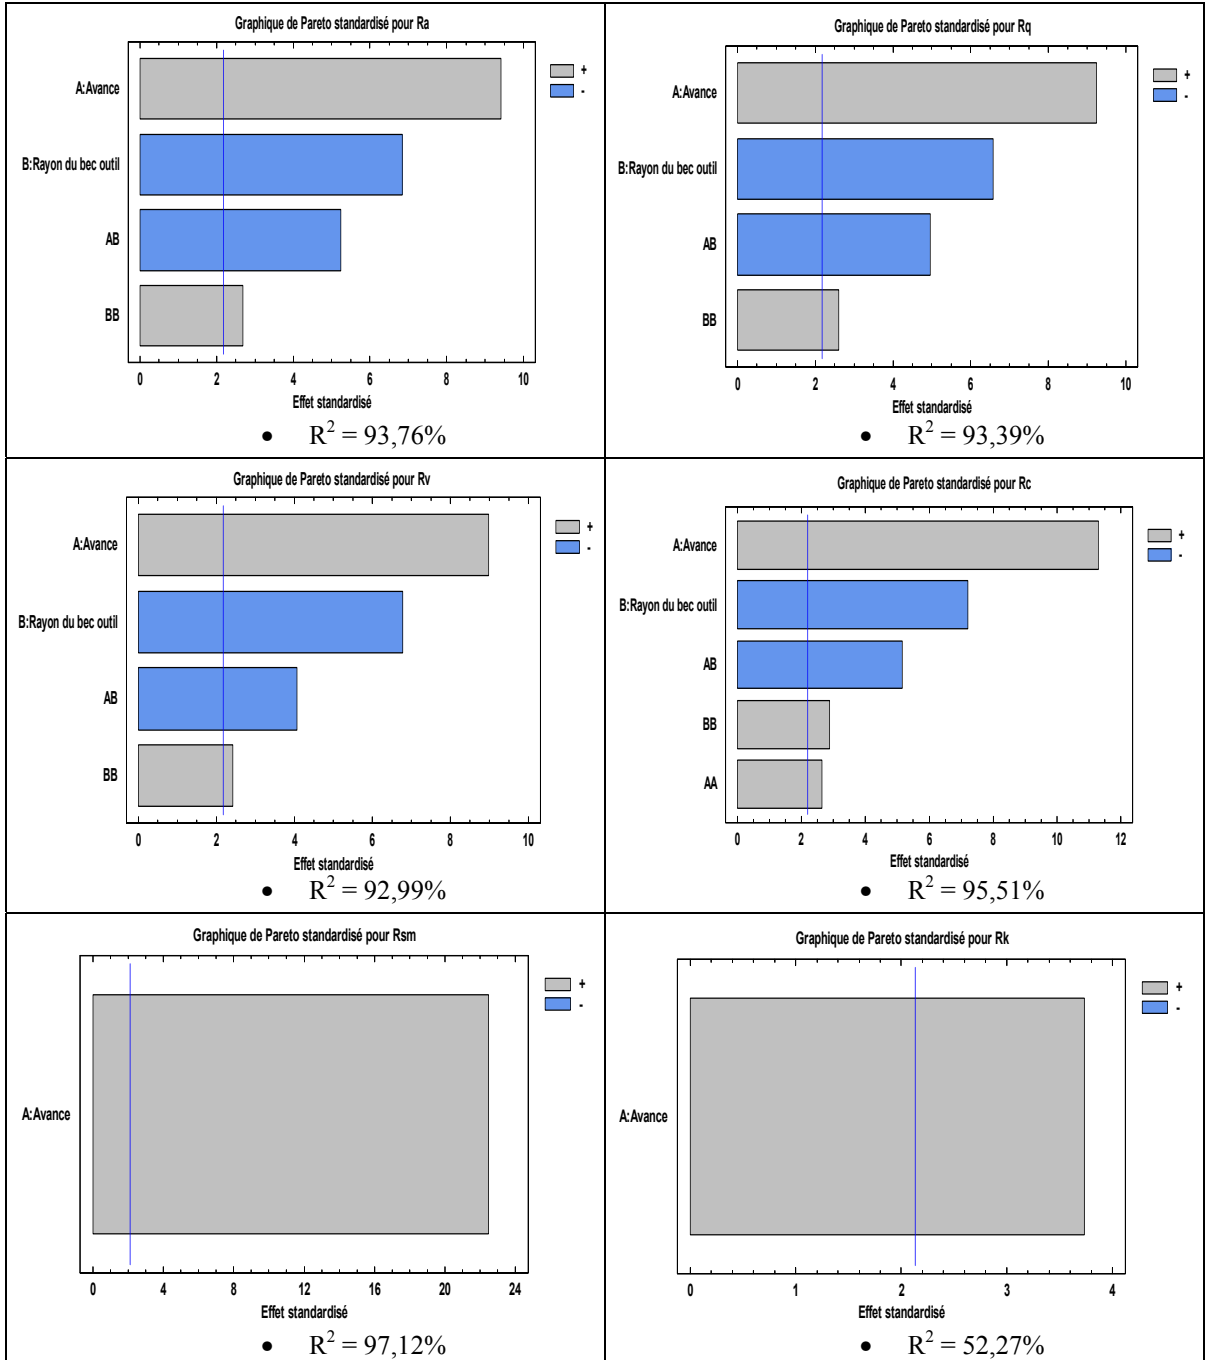 Graphique de Pareto standardisé pour Ra
A:Avance
B:Rayon du bec outil
AB
BB
+
-
0 2 4 6 8 10
Effet standardisé
• R² = 93,76%
Graphique de Pareto standardisé pour Rq
A:Avance
B:Rayon du bec outil
AB
BB
+
-
0 2 4 6 8 10
Effet standardisé
• R² = 93,39%
Graphique de Pareto standardisé pour Rv
A:Avance
B:Rayon du bec outil
AB
BB
+
-
0 2 4 6 8 10
Effet standardisé
• R² = 92,99%
Graphique de Pareto standardisé pour Rc
A:Avance
B:Rayon du bec outil
AB
BB
AA
+
-
0 2 4 6 8 10 12
Effet standardisé
• R² = 95,51%
Graphique de Pareto standardisé pour Rsm
A:Avance
+
-
0 4 8 12 16 20 24
Effet standardisé
• R² = 97,12%
Graphique de Pareto standardisé pour Rk
A:Avance
+
-
0 1 2 3 4
Effet standardisé
• R² = 52,27%